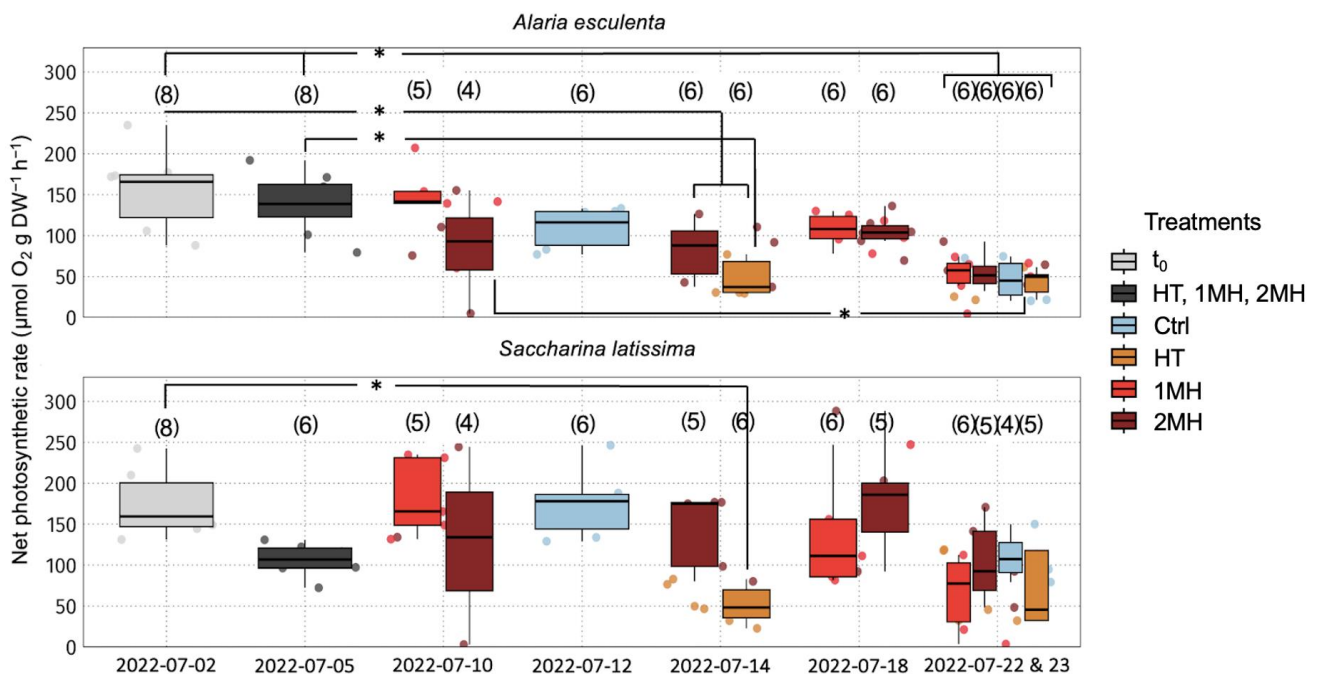 Alaria esculenta
Net photosynthetic rate (µmol O₂ g DW⁻¹ h⁻¹)
300
250
200
150
100
50
0
* 
(8) (8) (5) (4) (6) (6) (6) (6) (6) (6)(6)(6)(6)
*
*
*
Saccharina latissima
300
250
200
150
100
50
0
*
(8) (6) (5) (4) (6) (5) (6) (6) (5) (6)(5)(4)(5)
2022-07-02 2022-07-05 2022-07-10 2022-07-12 2022-07-14 2022-07-18 2022-07-22 & 23
Treatments
t₀
HT, 1MH, 2MH
Ctrl
HT
1MH
2MH